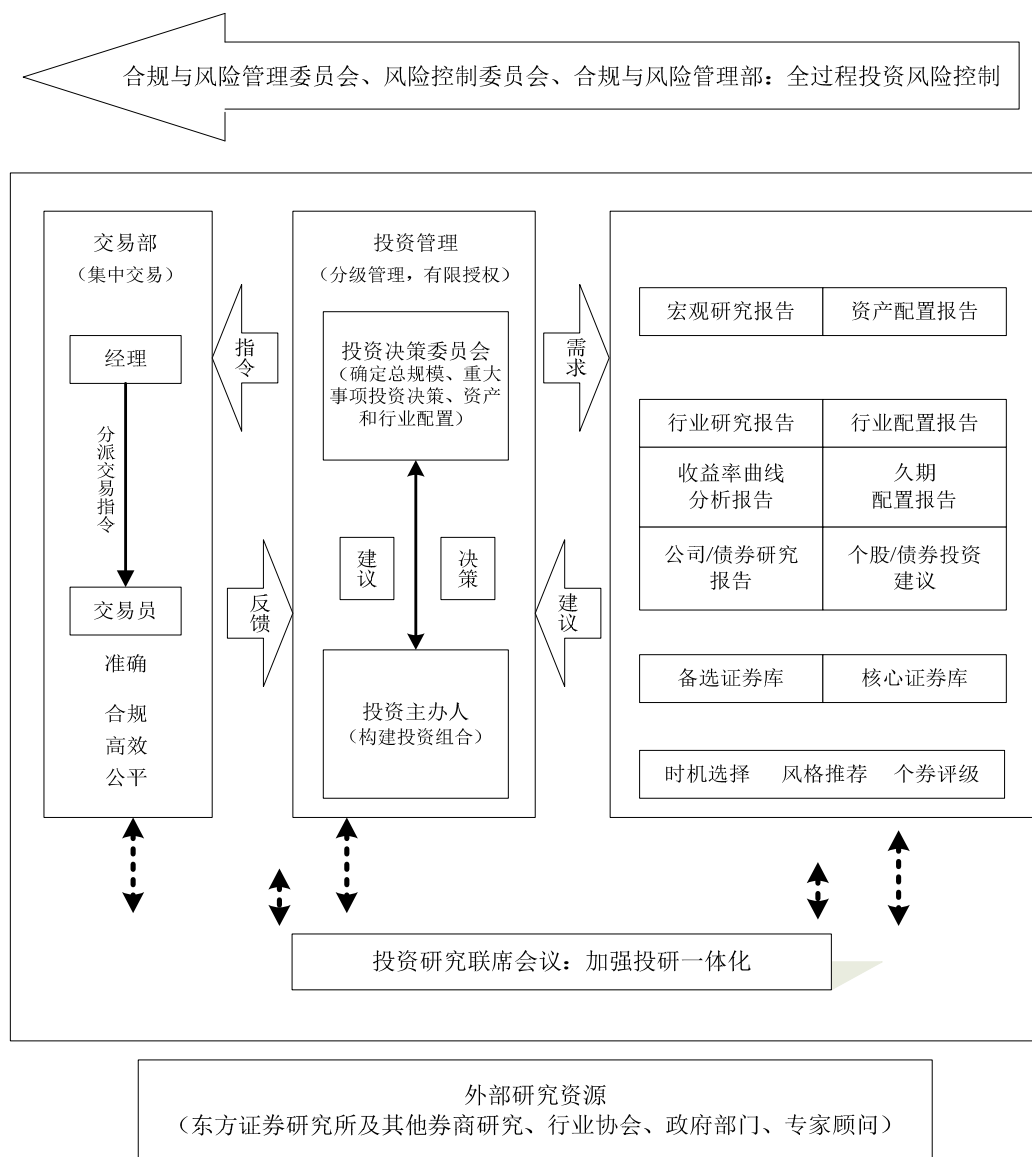 合规与风险管理委员会、风险控制委员会、合规与风险管理部：全过程投资风险控制
交易部
（集中交易）
经理
分派交易指令
交易员
准确
合规
高效
公平
指令
反馈
投资管理
（分级管理，有限授权）
投资决策委员会
（确定总规模、重大
事项投资决策、资产
和行业配置）
建议
决策
投资主办人
（构建投资组合）
需求
建议
宏观研究报告
资产配置报告
行业研究报告
行业配置报告
收益率曲线
分析报告
久期
配置报告
公司/债券研究
报告
个股/债券投资
建议
备选证券库
核心证券库
时机选择 风格推荐 个券评级
投资研究联席会议：加强投研一体化
外部研究资源
（东方证券研究所及其他券商研究、行业协会、政府部门、专家顾问）